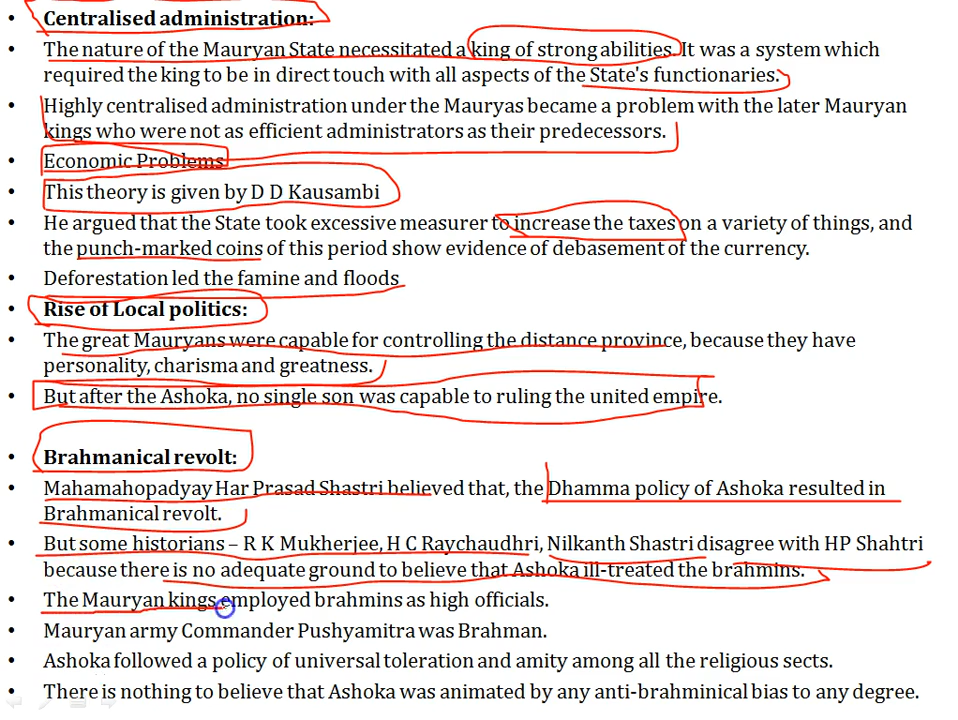 • Centralised administration:
• The nature of the Mauryan State necessitated a king of strong abilities. It was a system which
required the king to be in direct touch with all aspects of the State's functionaries.
• Highly centralised administration under the Mauryas became a problem with the later Mauryan
kings who were not as efficient administrators as their predecessors.
• Economic Problems
• This theory is given by D D Kausambi
• He argued that the State took excessive measurer to increase the taxes on a variety of things, and
the punch-marked coins of this period show evidence of debasement of the currency.
• Deforestation led the famine and floods
• Rise of Local politics:
• The great Mauryans were capable for controlling the distance province, because they have
personality, charisma and greatness.
• But after the Ashoka, no single son was capable to ruling the united empire.
• Brahmanical revolt:
• Mahamahopadyay Har Prasad Shastri believed that, the Dhamma policy of Ashoka resulted in
Brahmanical revolt.
• But some historians – R K Mukherjee, H C Raychaudhri, Nilkanth Shastri disagree with HP Shahtri
because there is no adequate ground to believe that Ashoka ill-treated the brahmins.
• The Mauryan kings employed brahmins as high officials.
• Mauryan army Commander Pushyamitra was Brahman.
• Ashoka followed a policy of universal toleration and amity among all the religious sects.
• There is nothing to believe that Ashoka was animated by any anti-brahminical bias to any degree.